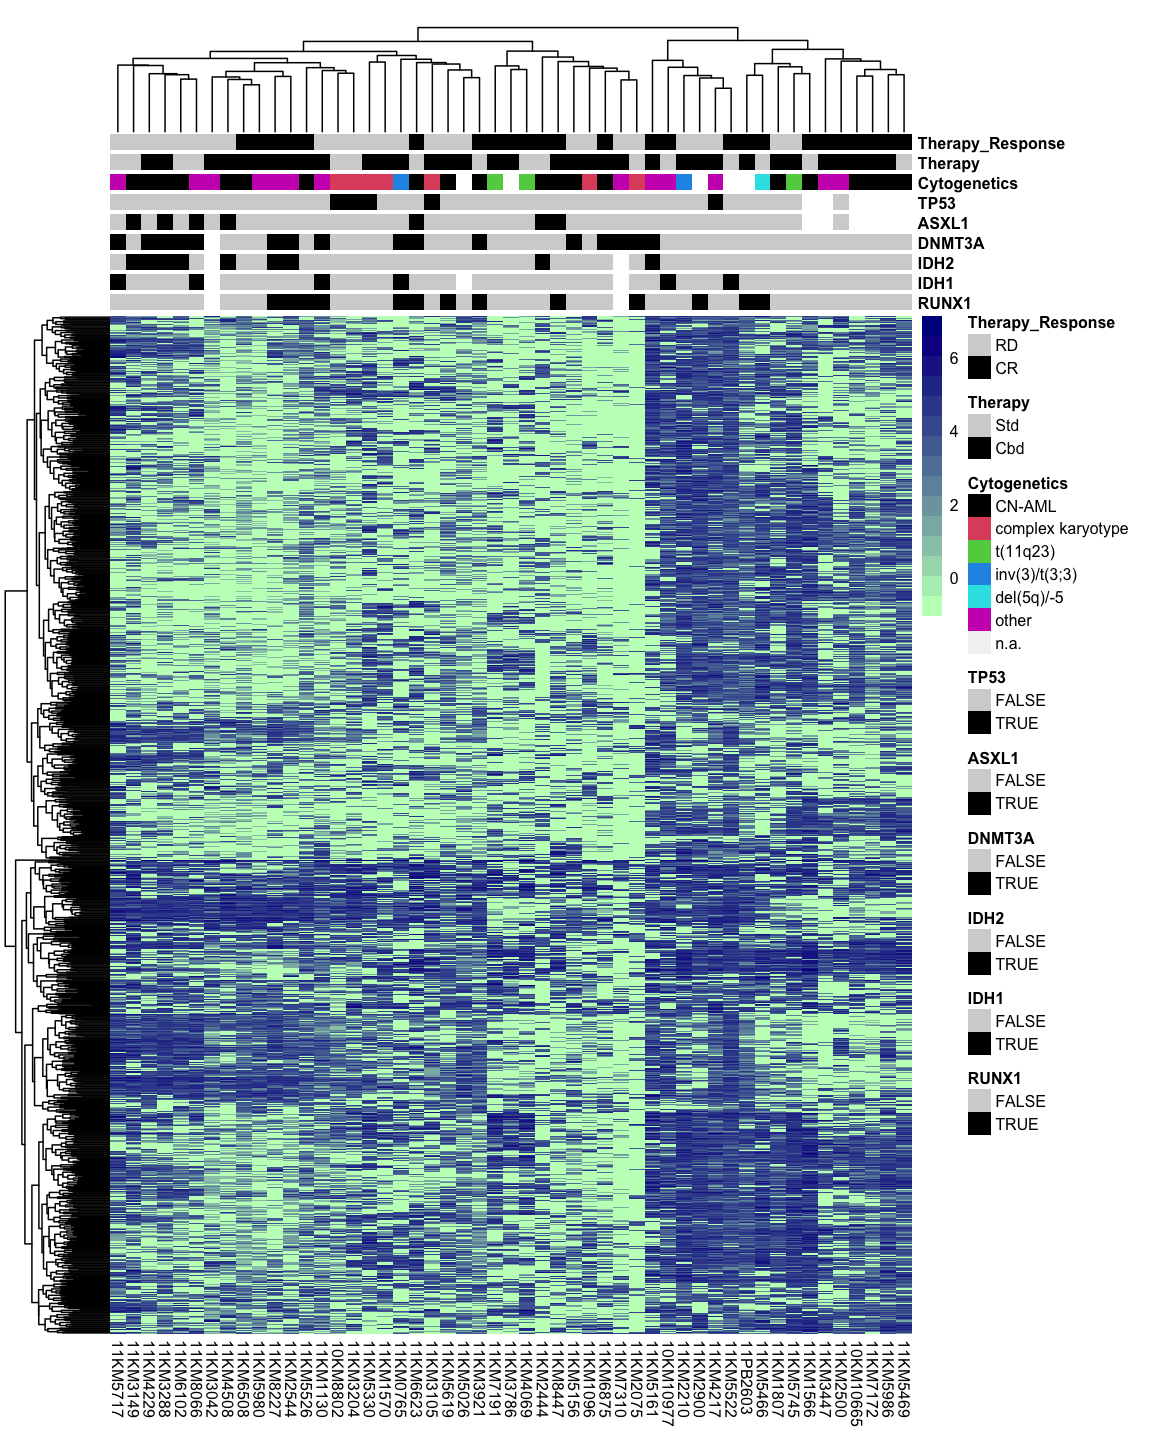 Therapy_Response
Therapy
Cytogenetics
TP53
ASXL1
DNMT3A
IDH2
IDH1
RUNX1
6
4
2
0
Therapy_Response
RD
CR
Therapy
Std
Cbd
Cytogenetics
CN-AML
complex karyotype
t(11q23)
inv(3)/t(3;3)
del(5q)/-5
other
n.a.
TP53
FALSE
TRUE
ASXL1
FALSE
TRUE
DNMT3A
FALSE
TRUE
IDH2
FALSE
TRUE
IDH1
FALSE
TRUE
RUNX1
FALSE
TRUE
11KM5717
11KM3149
11KM4229
11KM3288
11KM6102
11KM8066
11KM3042
11KM4508
11KM6508
11KM5980
11KM8227
11KM2544
11KM5526
11KM1130
10KM8802
11KM3204
11KM5330
11KM1570
11KM0765
11KM6623
11KM3105
11KM5619
11KM5026
11KM3921
11KM7191
11KM3786
11KM4069
11KM2444
11KM8447
11KM5156
11KM1096
11KM6875
11KM7310
11KM2075
11KM5161
10KM10977
11KM2210
11KM2900
11KM4217
11KM5522
11PB2603
11KM5466
11KM1807
11KM5745
11KM1566
11KM3447
11KM2506
10KM10665
11KM7172
11KM5986
11KM5469